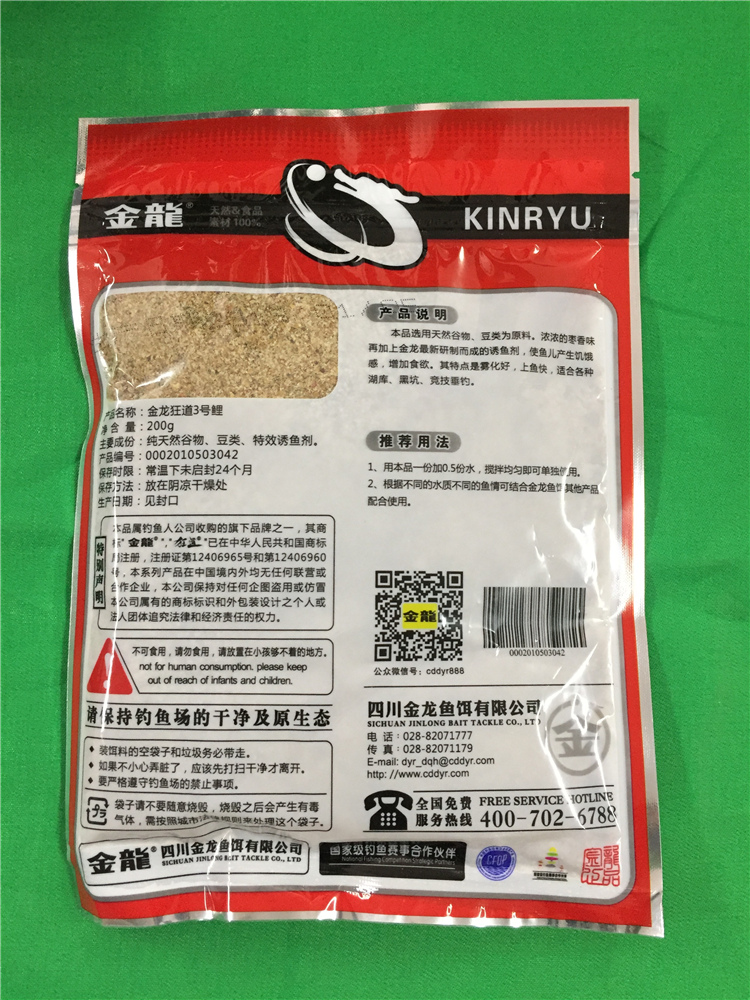 金龍®
天然&食品
素材100%
KINRYU
产品说明
本品选用天然谷物、豆类为原料。浓浓的枣香味
再加上金龙最新研制而成的诱鱼剂，使鱼儿产生饥饿
感，增加食欲。其特点是雾化好，上鱼快，适合各种
湖库、黑坑、竞技垂钓。
产品名称：金龙狂道3号鲤
净 含 量：200g
主要成份：纯天然谷物、豆类、特效诱鱼剂。
产品编号：0002010503042
保存时限：常温下未启封24个月
保存方法：放在阴凉干燥处
生产日期：见封口
推荐用法
1、用本品一份加0.5份水，搅拌均匀即可单独使用。
2、根据不同的水质不同的鱼情可结合金龙鱼饵其他产品
配合使用。
特别声明
本品属钓鱼人公司收购的旗下品牌之一，其商
标"金龍®","
"已在中华人民共和国商标
局注册，注册证第12406965号和第12406960
号，本系列产品在中国境内外均无任何联营或
合作企业，本公司保持对任何企图盗用或仿置
本公司属有的商标标识和外包装设计之个人或
法人团体追究法律和经济责任的权力。
不可食用，请勿食用，请放置在小孩够不着的地方。
not for human consumption. please keep
out of reach of infants and children.
请保持钓鱼场的干净及原生态
◆ 装饵料的空袋子和垃圾务必带走。
◆ 如果不小心弄脏了，应该先打扫干净才离开。
◆ 要严格遵守钓鱼场的禁止事项。
プラ
袋子请不要随意烧毁，烧毁之后会产生有毒
气体，需按照城市垃圾细则来处理这个袋子。
金龍
公众微信号：cddyr888
0002010503042
四川金龙鱼饵有限公司
SICHUAN JINLONG BAIT TACKLE CO., LTD
电 话：028-82071777
传 真：028-82071179
E-mail: dyr_dqh@cddyr.com
http: //www.cddyr.com
金
全国免费
服务热线
FREE SERVICE HOTLINE
400-702-6788
金龍®
四川金龙鱼饵有限公司
SICHUAN JINLONG BAIT TACKLE CO., LTD
国家级钓鱼赛事合作伙伴
National Fishing Competition Strategic Partners
CFDP
龍品